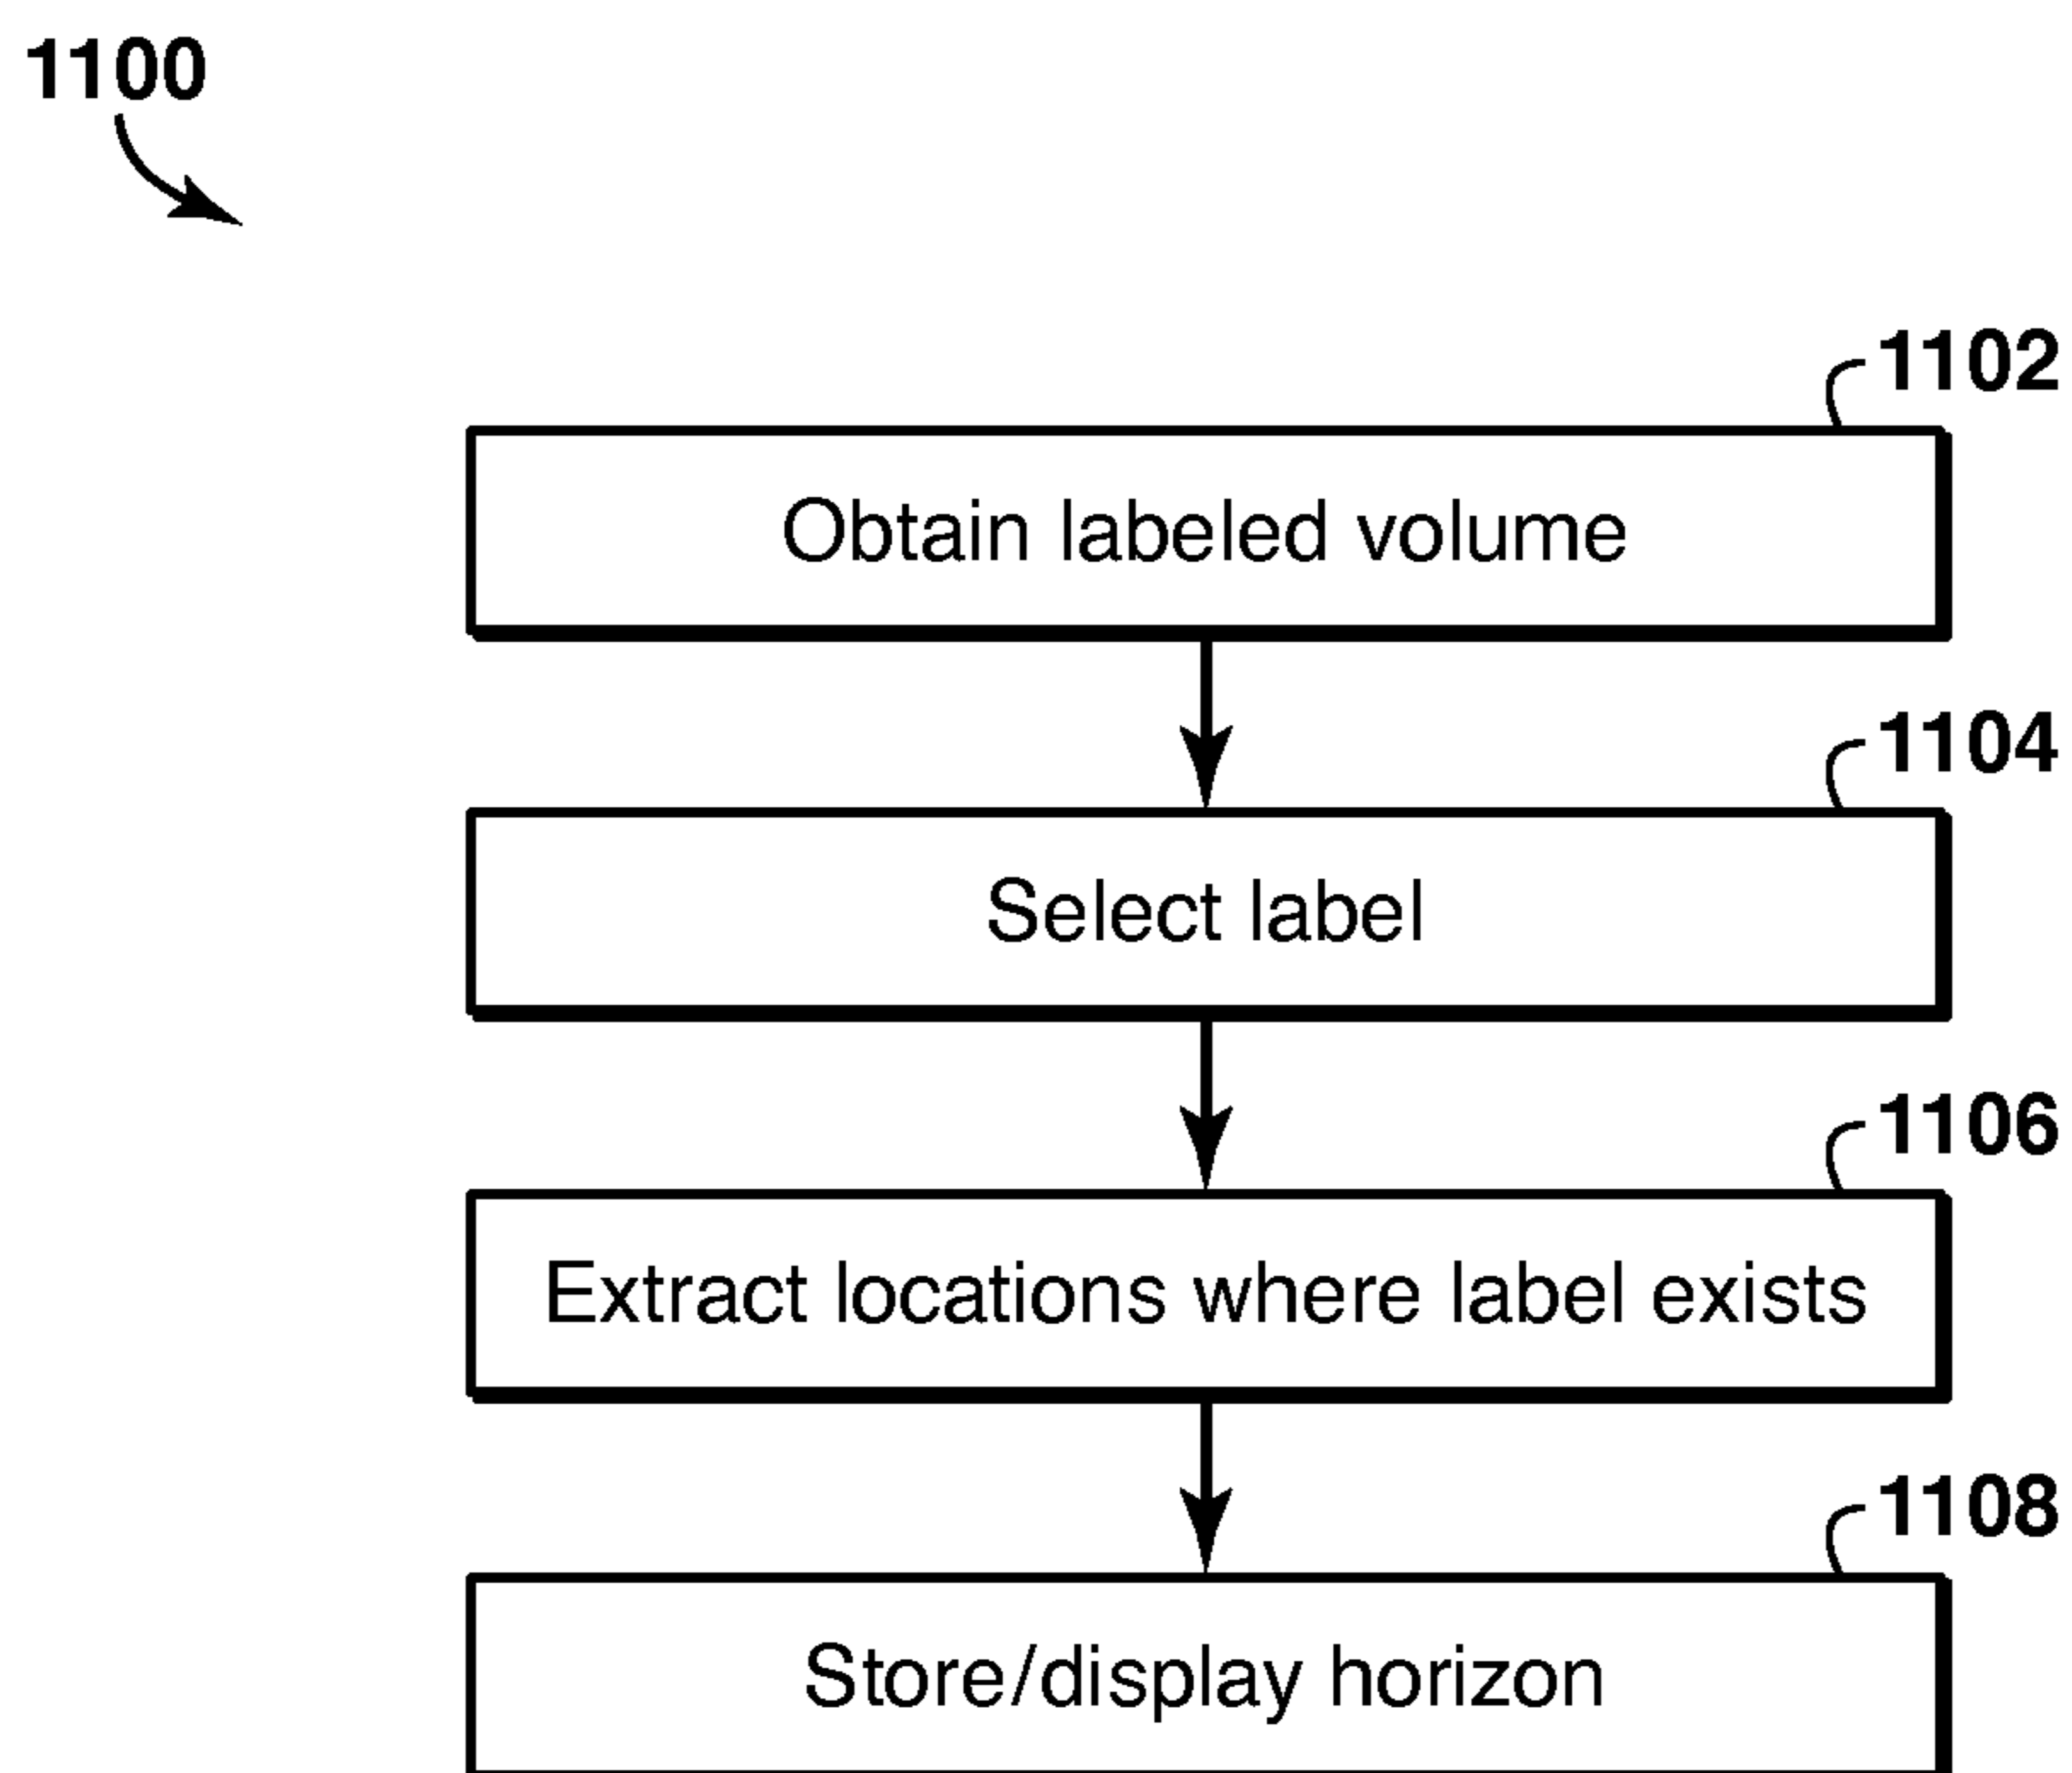 1100
1102
Obtain labeled volume
1104
Select label
1106
Extract locations where label exists
1108
Store/display horizon